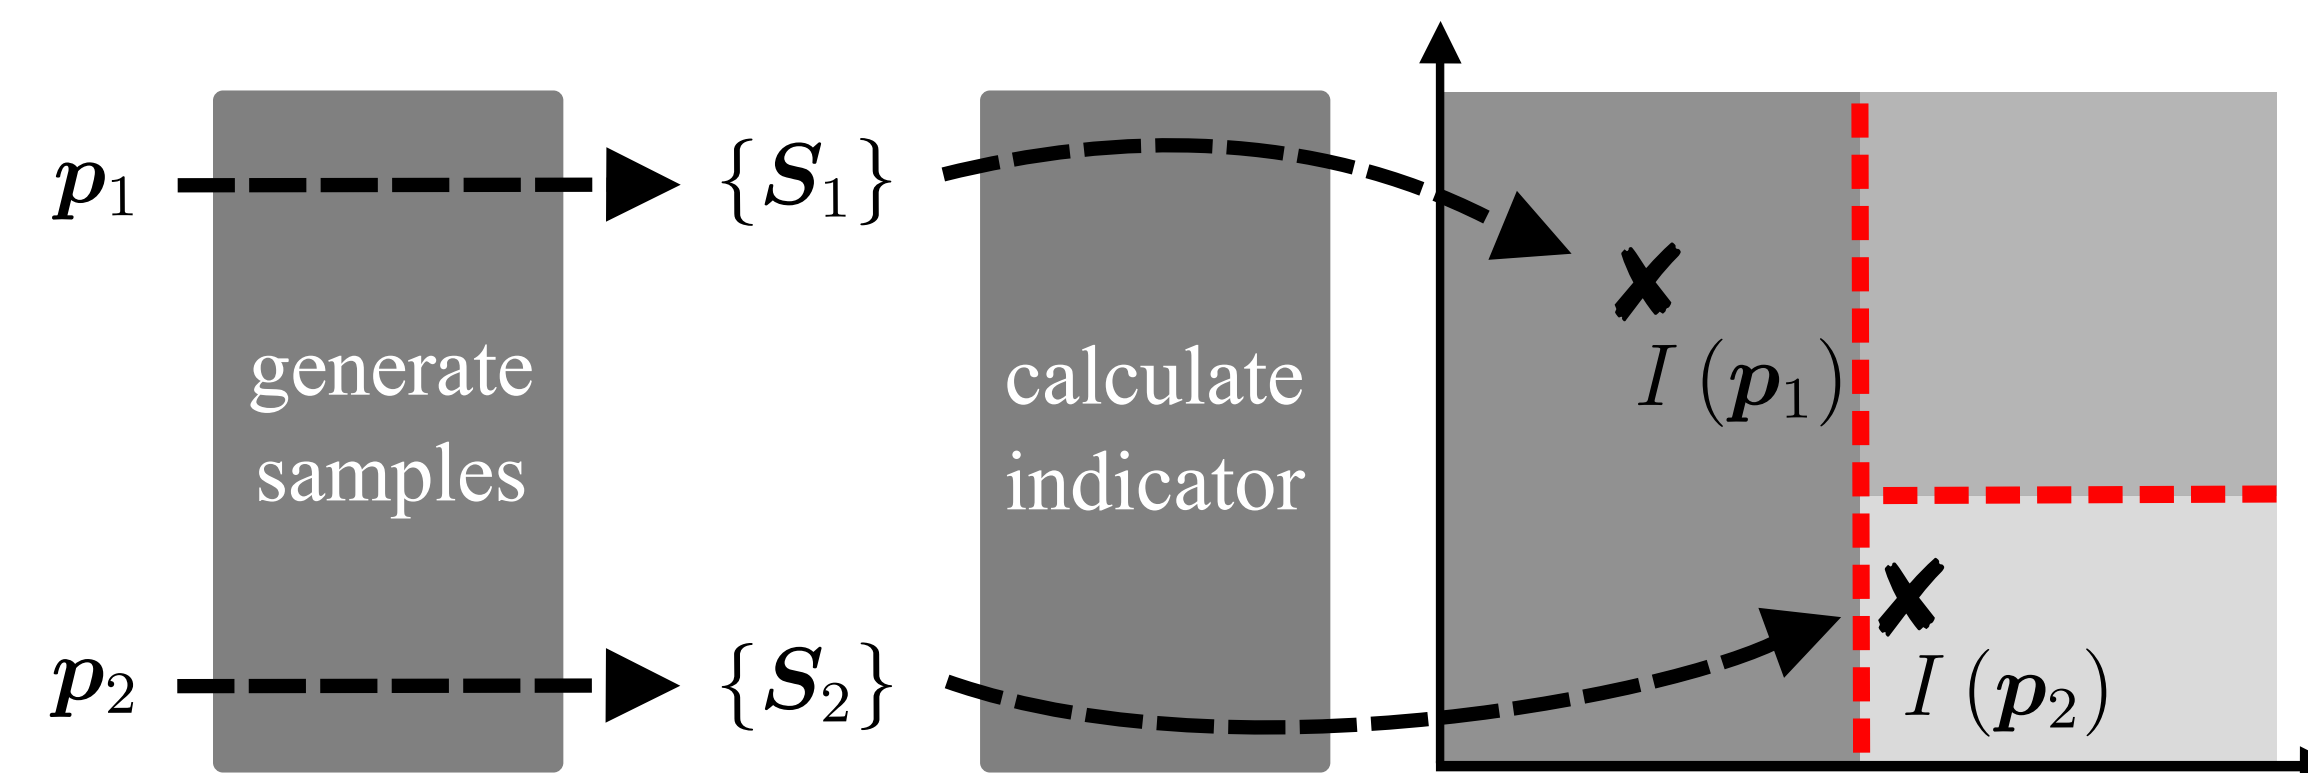 p₁
generate
samples
p₂
{S₁}
{S₂}
calculate
indicator
I (p₁)
I (p₂)